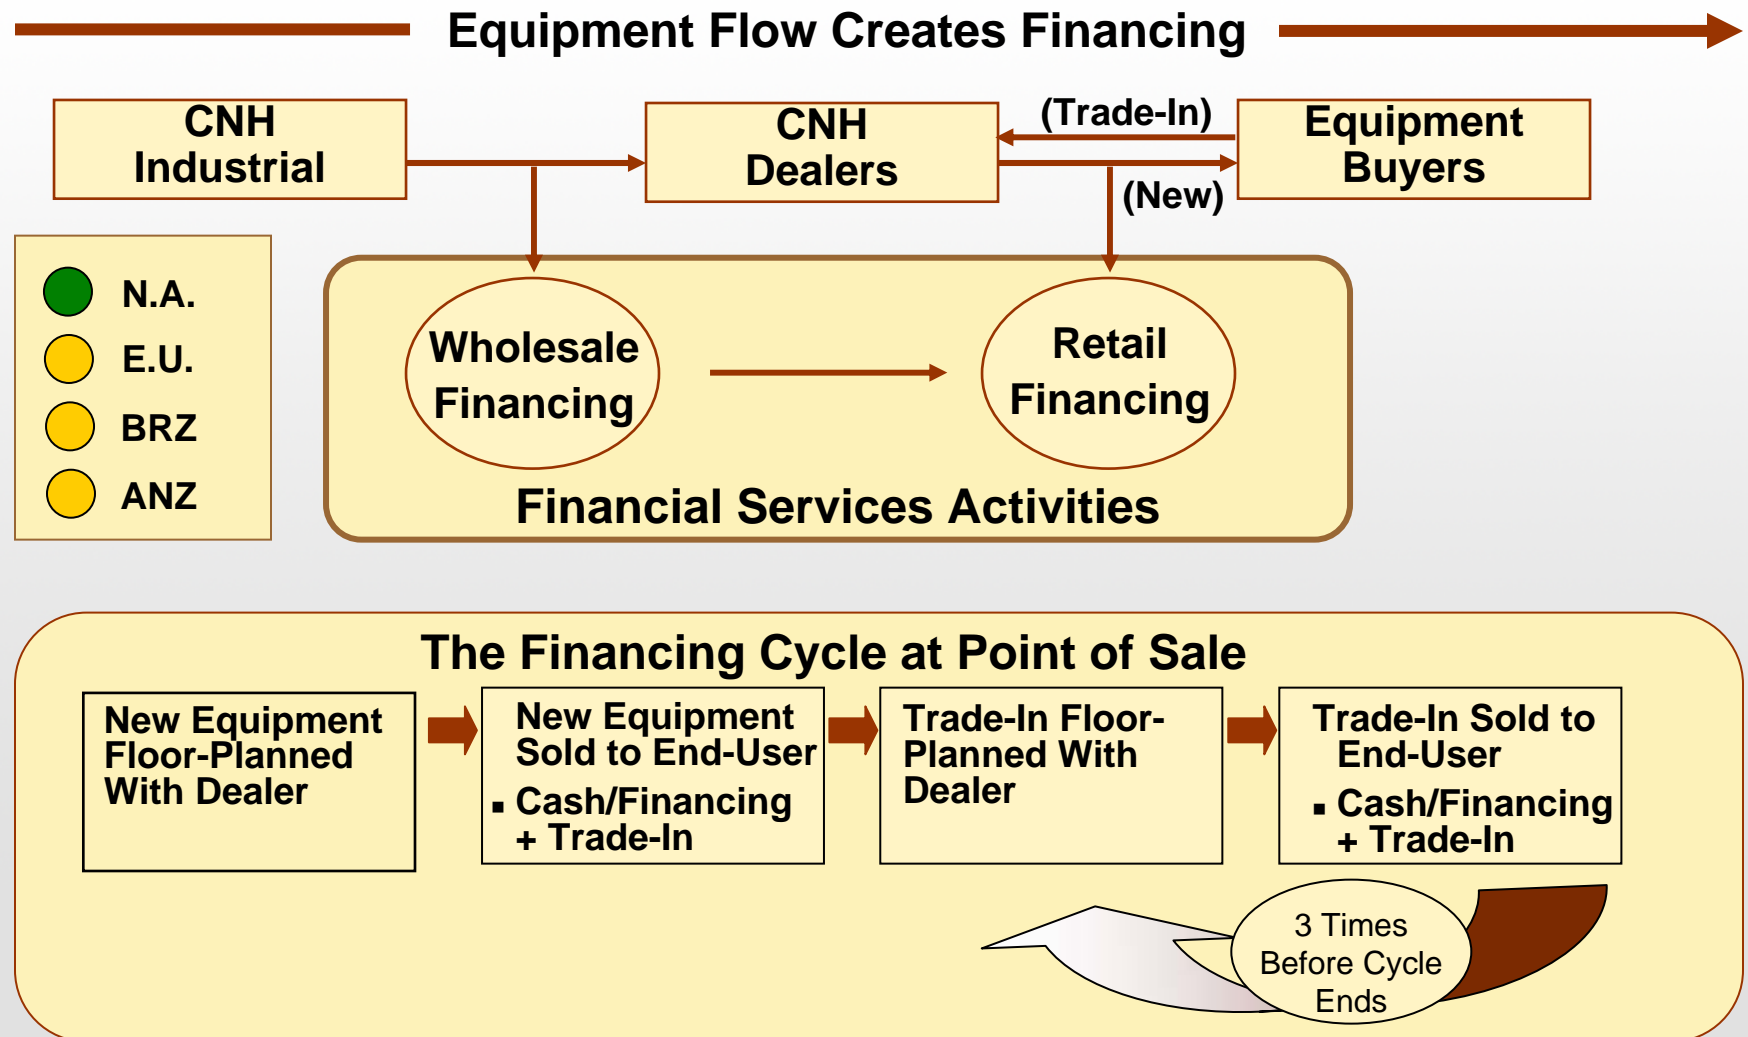 Equipment Flow Creates Financing
CNH
Industrial
CNH
Dealers
(Trade-In)
(New)
Equipment
Buyers
N.A.
E.U.
BRZ
ANZ
Wholesale
Financing
Retail
Financing
Financial Services Activities
The Financing Cycle at Point of Sale
New Equipment
Floor-Planned
With Dealer
New Equipment
Sold to End-User
▪ Cash/Financing
+ Trade-In
Trade-In Floor-
Planned With
Dealer
Trade-In Sold to
End-User
▪ Cash/Financing
+ Trade-In
3 Times
Before Cycle
Ends